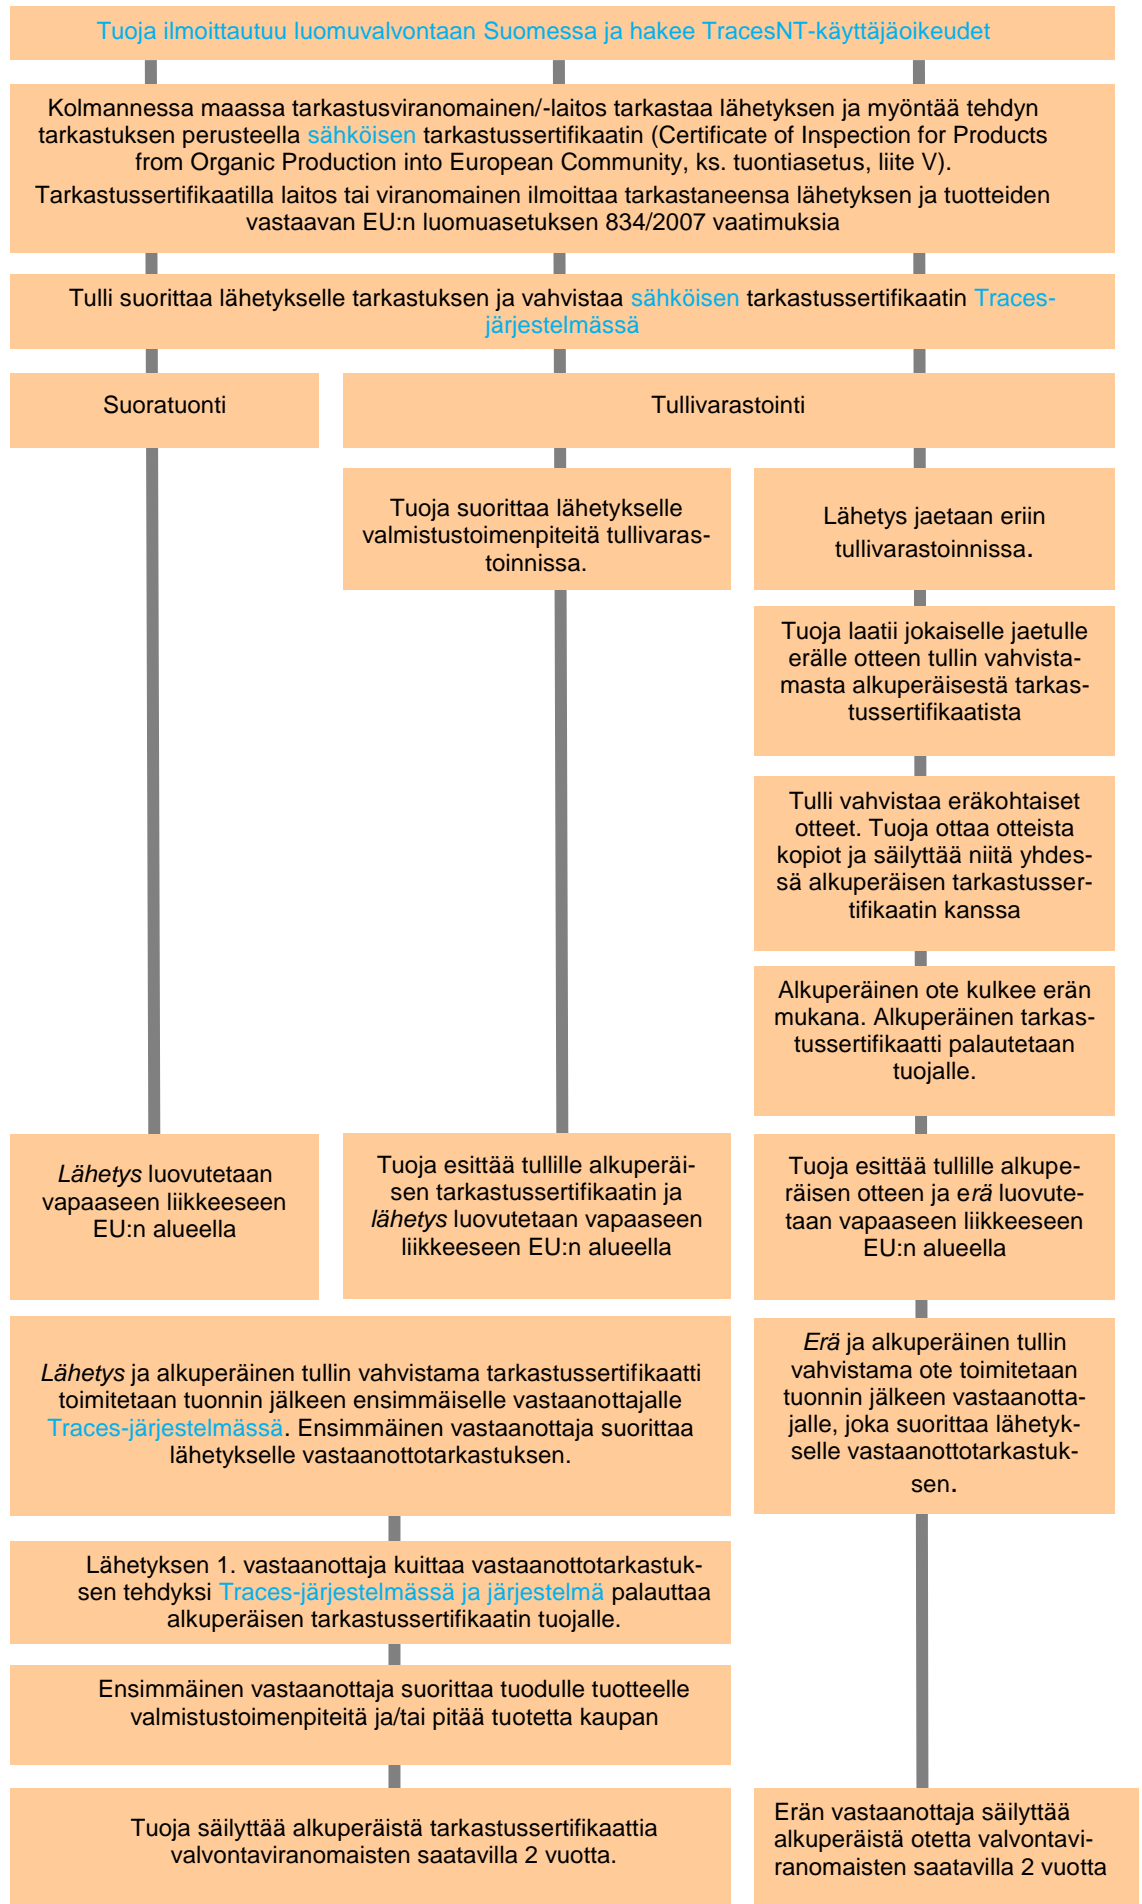 Tuoja ilmoittautuu luomuvalvontaan Suomessa ja hakee TracesNT-käyttäjäoikeudet
Kolmannessa maassa tarkastusviranomainen/-laitos tarkastaa lähetyksen ja myöntää tehdyn
tarkastuksen perusteella sähköisen tarkastussertifikaatin (Certificate of Inspection for Products
from Organic Production into European Community, ks. tuontiasetus, liite V).
Tarkastussertifikaatilla laitos tai viranomainen ilmoittaa tarkastaneensa lähetyksen ja tuotteiden
vastaavan EU:n luomuasetuksen 834/2007 vaatimuksia
Tulli suorittaa lähetykselle tarkastuksen ja vahvistaa sähköisen tarkastussertifikaatin Traces-
järjestelmässä
Suoratuonti
Tullivarastointi
Tuoja suorittaa lähetykselle
valmistustoimenpiteitä tullivaras-
toinnissa.
Lähetys jaetaan eriin
tullivarastoinnissa.
Tuoja laatii jokaiselle jaetulle
erälle otteen tullin vahvista-
masta alkuperäisestä tarkas-
tussertifikaatista
Tulli vahvistaa eräkohtaiset
otteet. Tuoja ottaa otteista
kopiot ja säilyttää niitä yhdes-
sä alkuperäisen tarkastusser-
tifikaatin kanssa
Alkuperäinen ote kulkee erän
mukana. Alkuperäinen tarkas-
tussertifikaatti palautetaan
tuojalle.
Lähetys luovutetaan
vapaaseen liikkeeseen
EU:n alueella
Tuoja esittää tullille alkuperäi-
sen tarkastussertifikaatin ja
lähetys luovutetaan vapaaseen
liikkeeseen EU:n alueella
Tuoja esittää tullille alkupe-
räisen otteen ja erä luovute-
taan vapaaseen liikkeeseen
EU:n alueella
Lähetys ja alkuperäinen tullin vahvistama tarkastussertifikaatti
toimitetaan tuonnin jälkeen ensimmäiselle vastaanottajalle
Traces-järjestelmässä. Ensimmäinen vastaanottaja suorittaa
lähetykselle vastaanottotarkastuksen.
Erä ja alkuperäinen tullin
vahvistama ote toimitetaan
tuonnin jälkeen vastaanotta-
jalle, joka suorittaa lähetyk-
selle vastaanottotarkastuk-
sen.
Lähetyksen 1. vastaanottaja kuittaa vastaanottotarkastuk-
sen tehdyksi Traces-järjestelmässä ja järjestelmä palauttaa
alkuperäisen tarkastussertifikaatin tuojalle.
Ensimmäinen vastaanottaja suorittaa tuodulle tuotteelle
valmistustoimenpiteitä ja/tai pitää tuotetta kaupan
Tuoja säilyttää alkuperäistä tarkastussertifikaattia
valvontaviranomaisten saatavilla 2 vuotta.
Erän vastaanottaja säilyttää
alkuperäistä otetta valvontavi-
ranomaisten saatavilla 2 vuotta